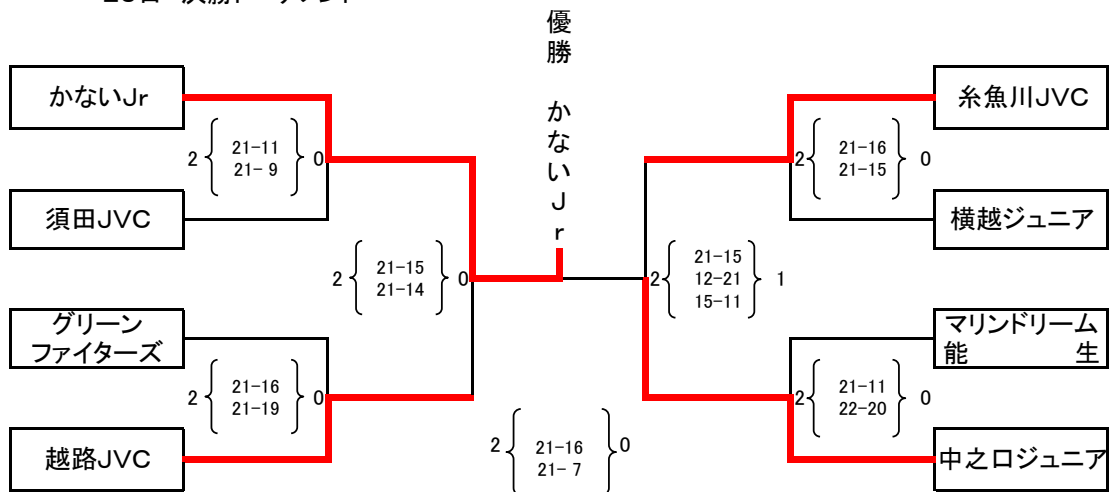 優勝 かないJr
かないJr
糸魚川JVC
2 21-11 0
21- 9
2 21-16 0
21-15
須田JVC
横越ジュニア
2 21-15 0
21-14
2 21-15 1
12-21
15-11
グリーン
ファイターズ
マリンドリーム
能 生
2 21-16 0
21-19
2 21-11 0
22-20
越路JVC
中之口ジュニア
2 21-16 0
21- 7